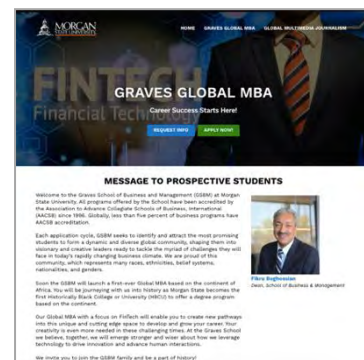 MORGAN
STATE UNIVERSITY
HOME GRAVES GLOBAL MBA GLOBAL MULTIMEDIA JOURNALISM
FINTECH
Financial Technology
GRAVES GLOBAL MBA
Career Success Starts Here!
REQUEST INFO APPLY NOW!
MESSAGE TO PROSPECTIVE STUDENTS
Welcome to the Graves School of Business and Management (GSBM) at Morgan
State University. All programs offered by the School have been accredited by
the Association to Advance Collegiate Schools of Business, International
(AACSB) since 1996. Globally, less than five percent of business programs have
AACSB accreditation.
Each application cycle, GSBM seeks to identify and attract the most promising
students to form a dynamic and diverse global community, shaping them into
visionary and creative leaders ready to tackle the myriad of challenges they will
face in today's rapidly changing business climate. We are proud of this
community, which represents many races, ethnicities, belief systems,
nationalities, and genders.
Soon the GSBM will launch a first-ever Global MBA based on the continent of
Africa. You will be journeying with us into history as Morgan State becomes the
first Historically Black College or University (HBCU) to offer a degree program
based on the continent.
Our Global MBA with a focus on FinTech will enable you to create new pathways
into this unique and cutting edge space to develop and grow your career. Your
creativity is even more needed in these challenging times. At the Graves School
we believe, together, we will emerge stronger and wiser about how we leverage
technology to drive innovation and advance human interactions.
We invite you to join the GSBM family and be a part of history!
Fikru Boghossian
Dean, School of Business & Management